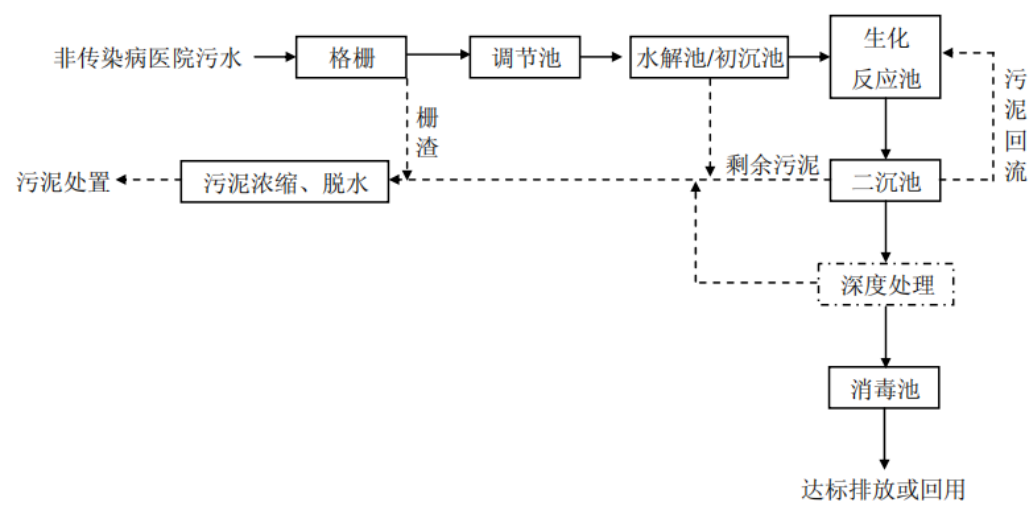 非传染病医院污水
格栅
调节池
水解池/初沉池
生化
反应池
污泥回流
栅渣
污泥处置
污泥浓缩、脱水
剩余污泥
二沉池
深度处理
消毒池
达标排放或回用